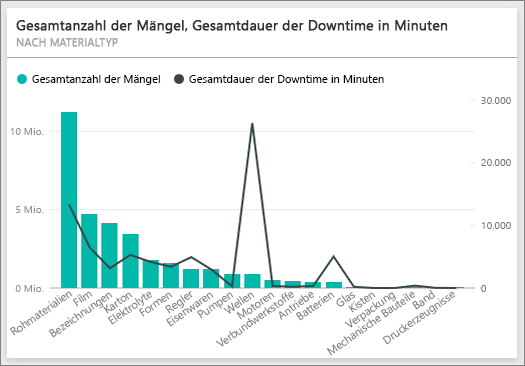 Gesamtanzahl der Mängel, Gesamtdauer der Downtime in Minuten
NACH MATERIALTYP
Gesamtanzahl der Mängel Gesamtdauer der Downtime in Minuten
30.000
10 Mio.
20.000
5 Mio.
10.000
0 Mio.
0
Rohmaterialien
Film
Bezeichnungen
Karton
Elektrolyte
Formen
Regler
Eisenwaren
Pumpen
Wellen
Motoren
Verbundwerkstoffe
Antriebe
Batterien
Glas
Kisten
Verpackung
Mechanische Bauteile
Band
Druckerzeugnisse